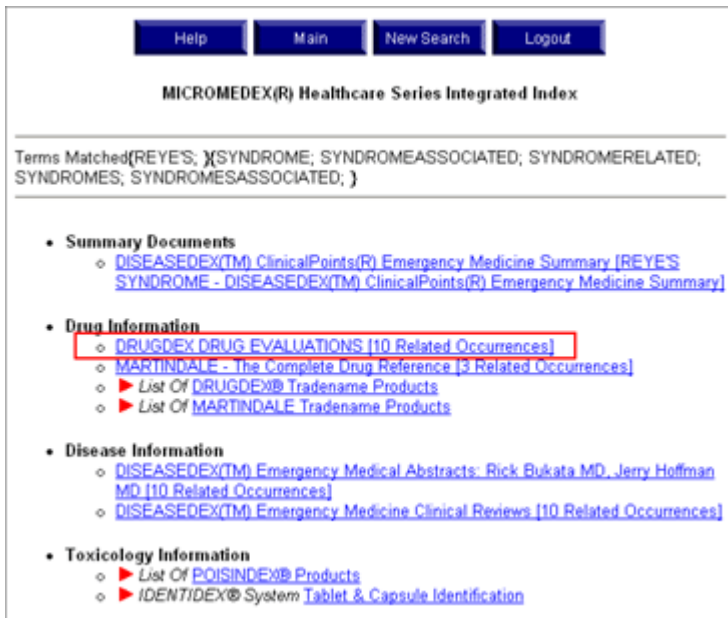 Help Main New Search Logout
MICROMEDEX(R) Healthcare Series Integrated Index
Terms Matched{REYE'S; }{SYNDROME; SYNDROMEASSOCIATED; SYNDROMERELATED;
SYNDROMES; SYNDROMESASSOCIATED; }
• Summary Documents
o DISEASEDEX(TM) ClinicalPoints(R) Emergency Medicine Summary [REYE'S
SYNDROME - DISEASEDEX(TM) ClinicalPoints(R) Emergency Medicine Summary]
• Drug Information
o DRUGDEX DRUG EVALUATIONS [10 Related Occurrences]
o MARTINDALE - The Complete Drug Reference [3 Related Occurrences]
o ► List Of DRUGDEX® Tradename Products
o ► List Of MARTINDALE Tradename Products
• Disease Information
o DISEASEDEX(TM) Emergency Medical Abstracts: Rick Bukata MD, Jerry Hoffman
MD [10 Related Occurrences]
o DISEASEDEX(TM) Emergency Medicine Clinical Reviews [10 Related Occurrences]
• Toxicology Information
o ► List Of POISINDEX® Products
o ► IDENTIDEX® System Tablet & Capsule Identification